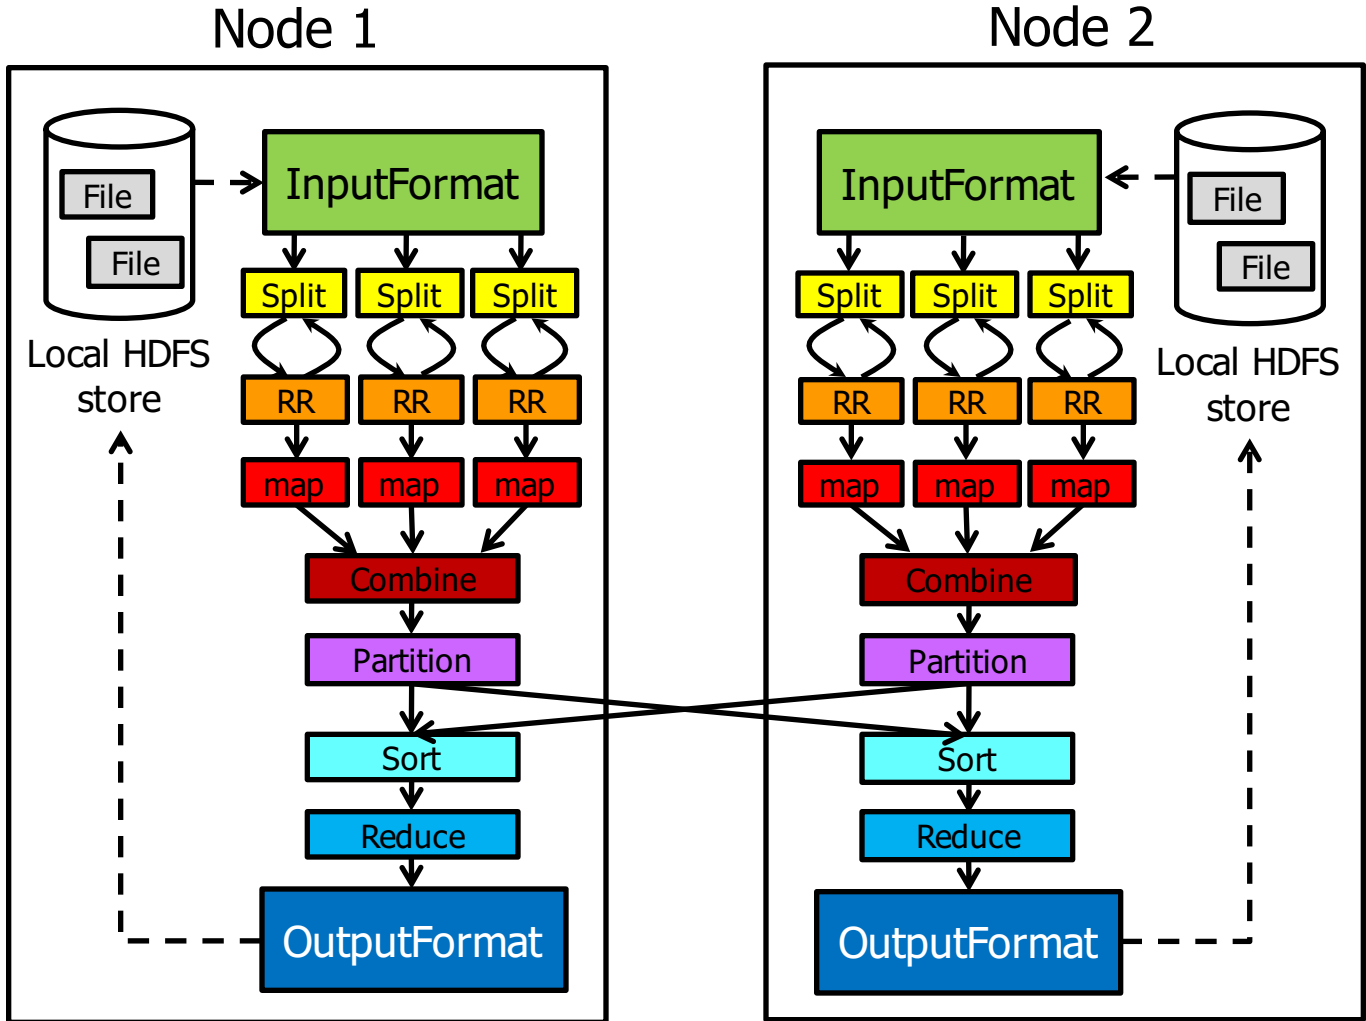 Node 1
File
File
Local HDFS
store
InputFormat
Split Split Split
RR RR RR
map map map
Combine
Partition
Sort
Reduce
OutputFormat
Node 2
InputFormat
File
File
Local HDFS
store
Split Split Split
RR RR RR
map map map
Combine
Partition
Sort
Reduce
OutputFormat